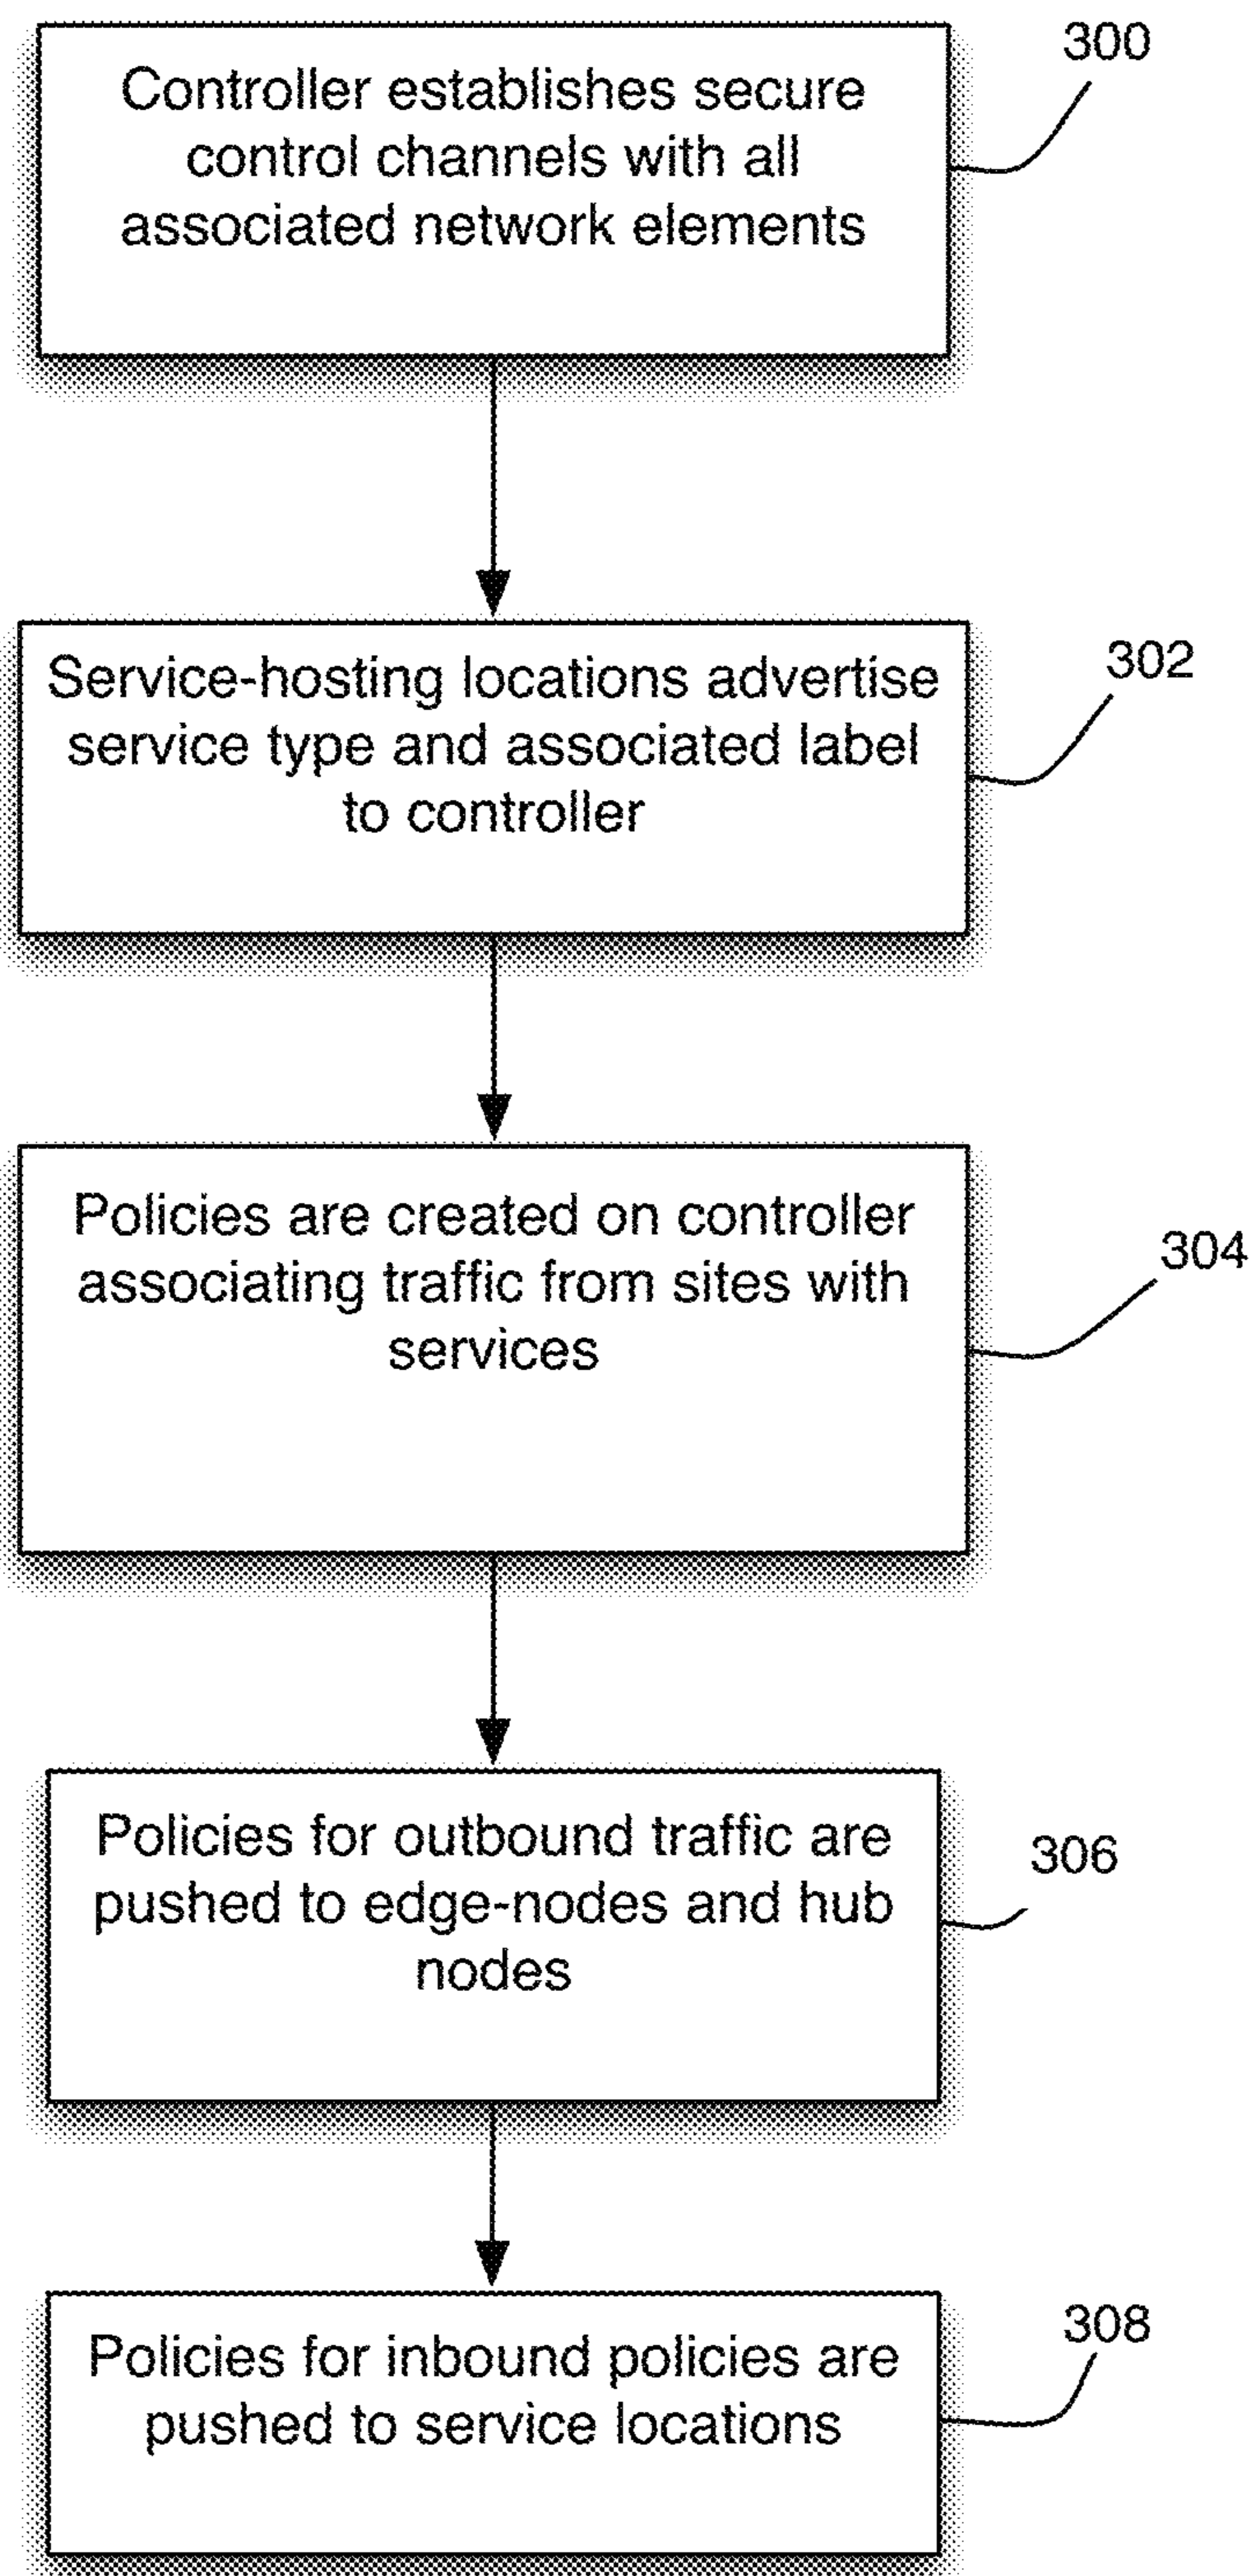 Controller establishes secure
control channels with all
associated network elements
300
Service-hosting locations advertise
service type and associated label
to controller
302
Policies are created on controller
associating traffic from sites with
services
304
Policies for outbound traffic are
pushed to edge-nodes and hub
nodes
306
Policies for inbound policies are
pushed to service locations
308